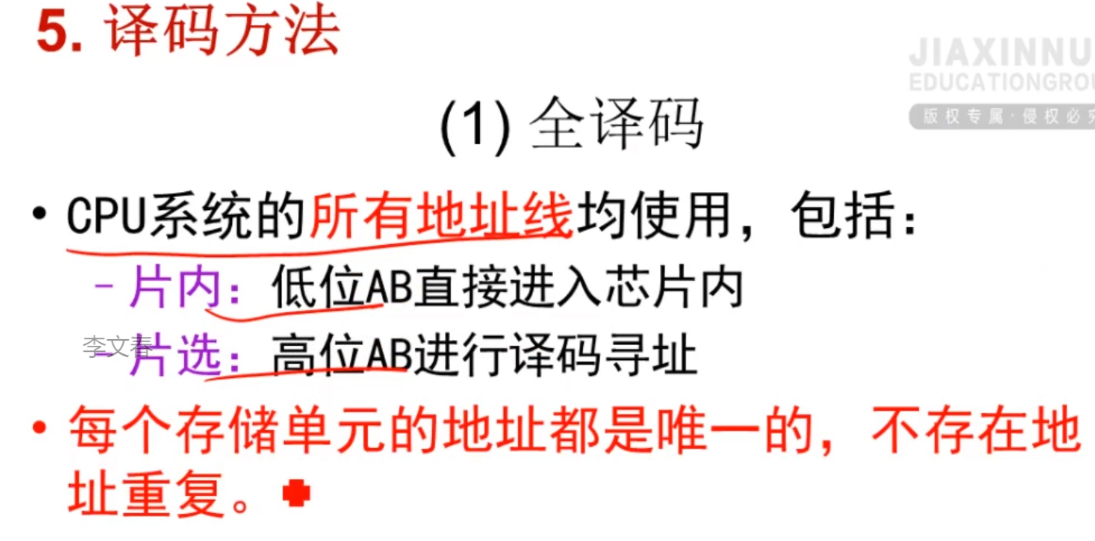 5. 译码方法
JIAXINNU
EDUCATIONGROU
版权专属·侵权必究
(1) 全译码
• CPU系统的所有地址线均使用，包括：
– 片内：低位AB直接进入芯片内
李文春
– 片选：高位AB进行译码寻址
• 每个存储单元的地址都是唯一的，不存在地
址重复。